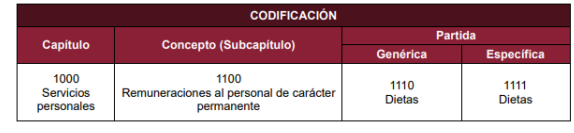 CODIFICACIÓN
Capítulo
Concepto (Subcapítulo)
Partida
Genérica
Específica
1000
Servicios
personales
1100
Remuneraciones al personal de carácter
permanente
1110
Dietas
1111
Dietas